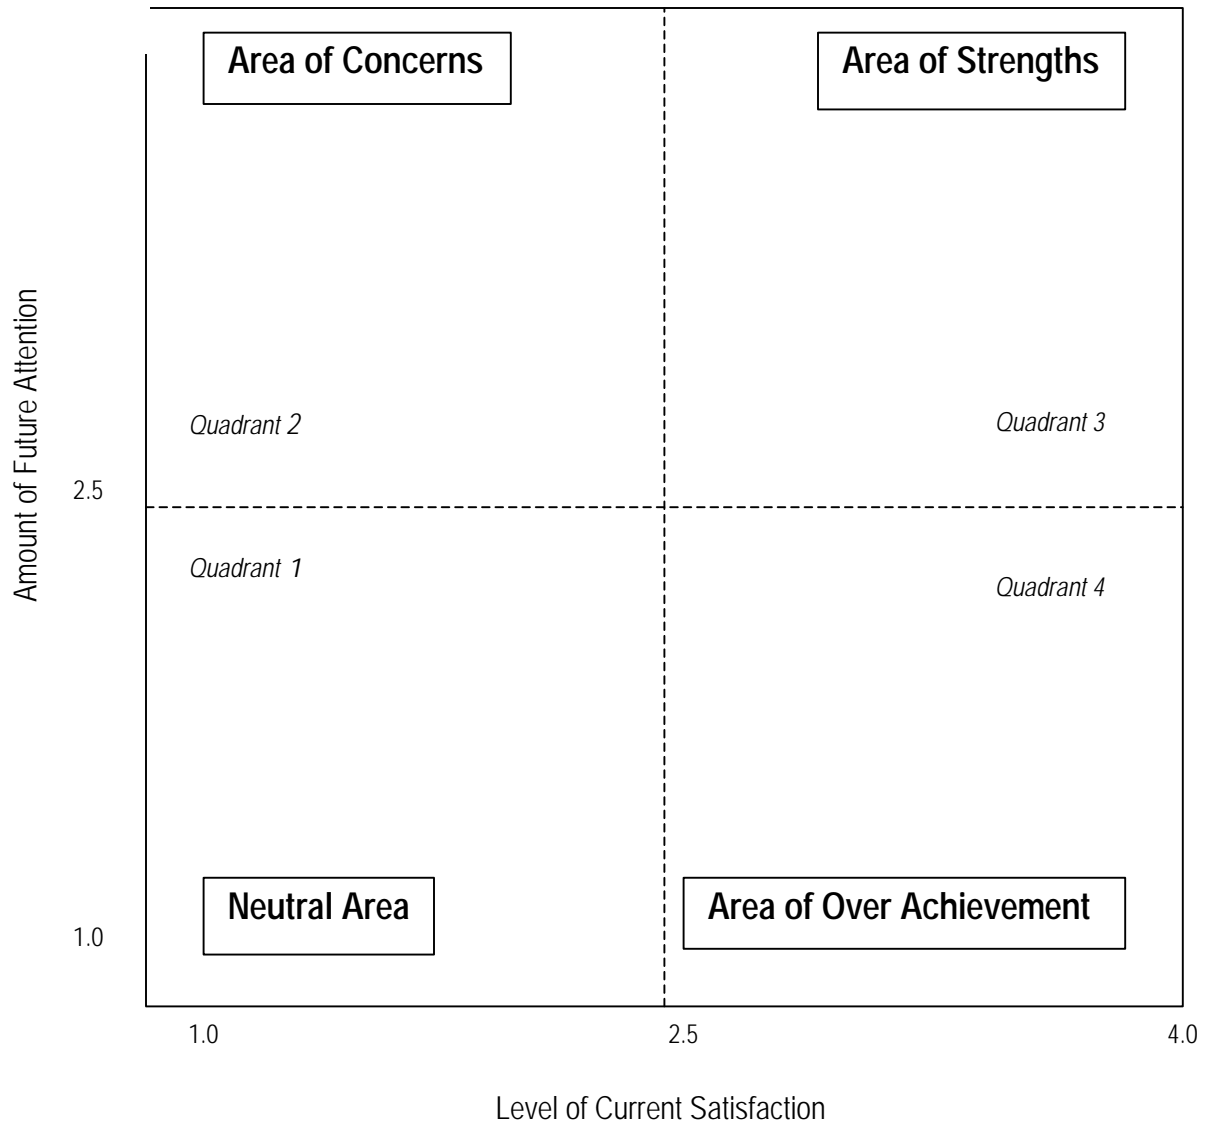 Area of Concerns
Area of Strengths
Amount of Future Attention
Quadrant 2
Quadrant 3
2.5
Quadrant 1
Quadrant 4
Neutral Area
Area of Over Achievement
1.0
1.0
2.5
4.0
Level of Current Satisfaction